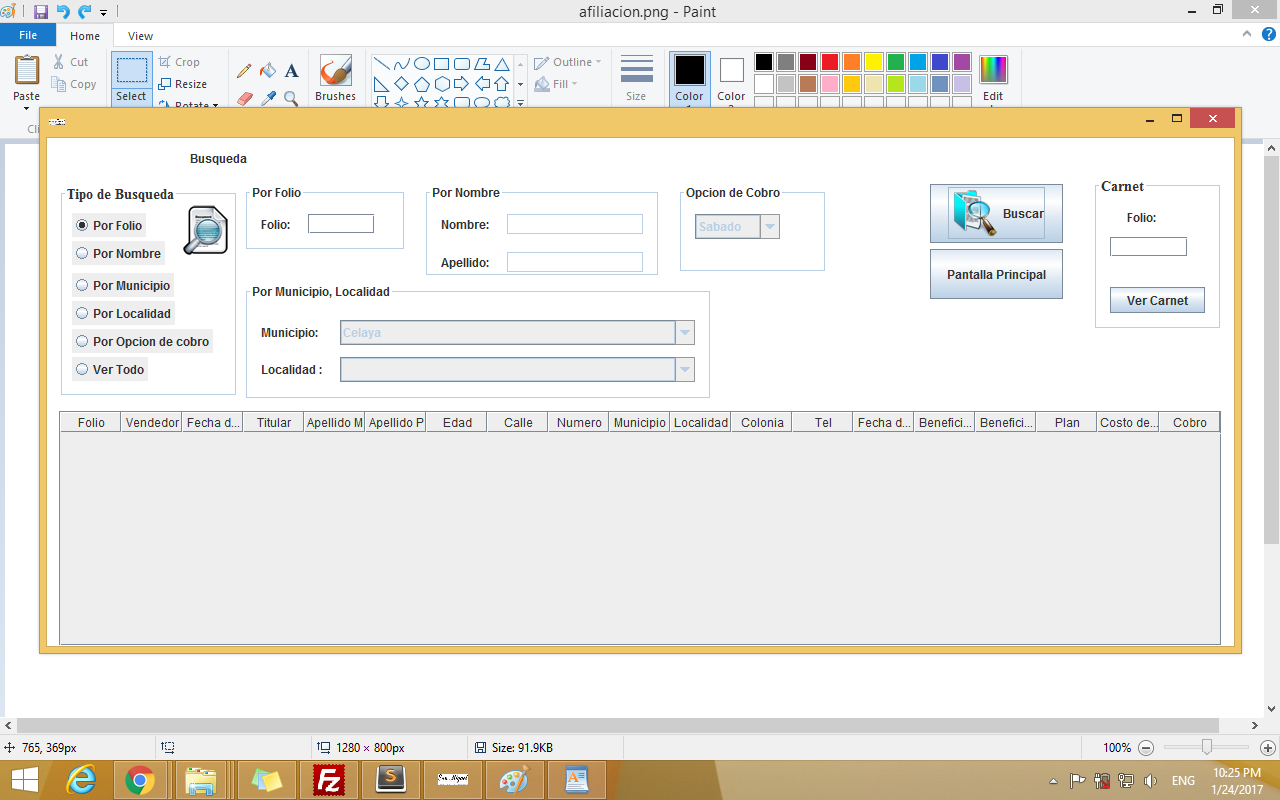 afiliacion.png - Paint
File Home View
Paste
Cut
Copy
Select
Crop
Resize
Rotate
Brushes
Outline
Fill
Size
Color
1
Color
Edit
Busqueda
Tipo de Busqueda
Por Folio
Por Nombre
Por Municipio
Por Localidad
Por Opcion de cobro
Ver Todo
Por Folio
Folio:
Por Nombre
Nombre:
Apellido:
Opcion de Cobro
Sabado
Buscar
Pantalla Principal
Carnet
Folio:
Ver Carnet
Por Municipio, Localidad
Municipio: Celaya
Localidad :
Folio Vendedor Fecha d... Titular Apellido M Apellido P Edad Calle Numero Municipio Localidad Colonia Tel Fecha d... Benefici... Benefici... Plan Costo de... Cobro
765, 369px 1280 × 800px Size: 91.9KB 100%
San Miguel
ENG
10:25 PM
1/24/2017